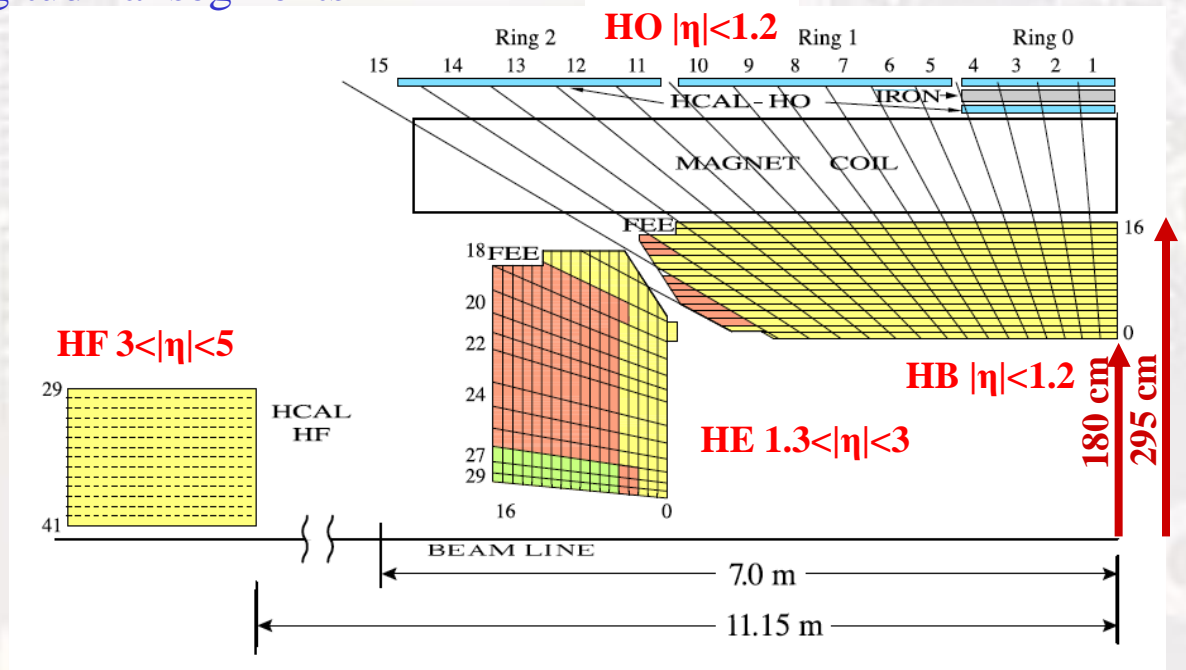 HO |η|<1.2
Ring 2 Ring 1 Ring 0
15 14 13 12 11 10 9 8 7 6 5 4 3 2 1
HCAL - HO IRON
MAGNET COIL
FEE 16
18 FEE
20
22 0
HF 3<|η|<5
HB |η|<1.2
24
29
HCAL
HF
HE 1.3<|η|<3
180 cm
295 cm
27
29
16 0
41
BEAM LINE
7.0 m
11.15 m